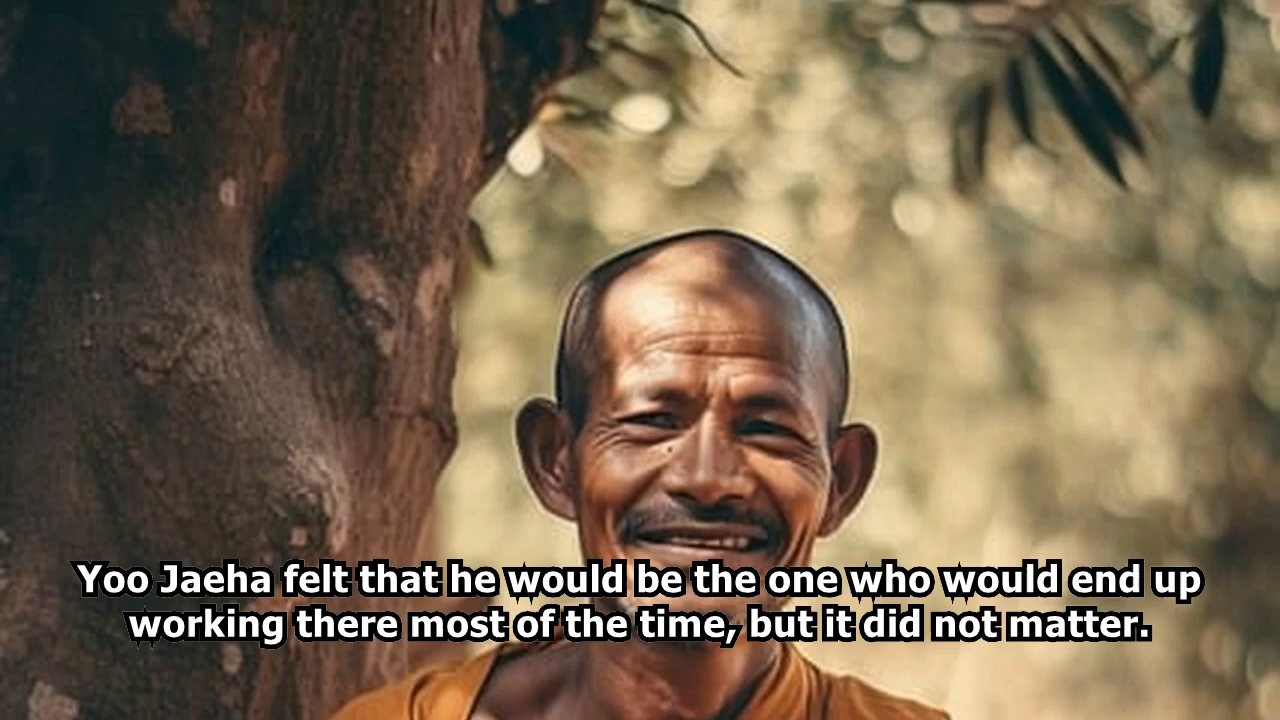 Yoo Jaeha felt that he would be the one who would end up
working there most of the time, but it did not matter.